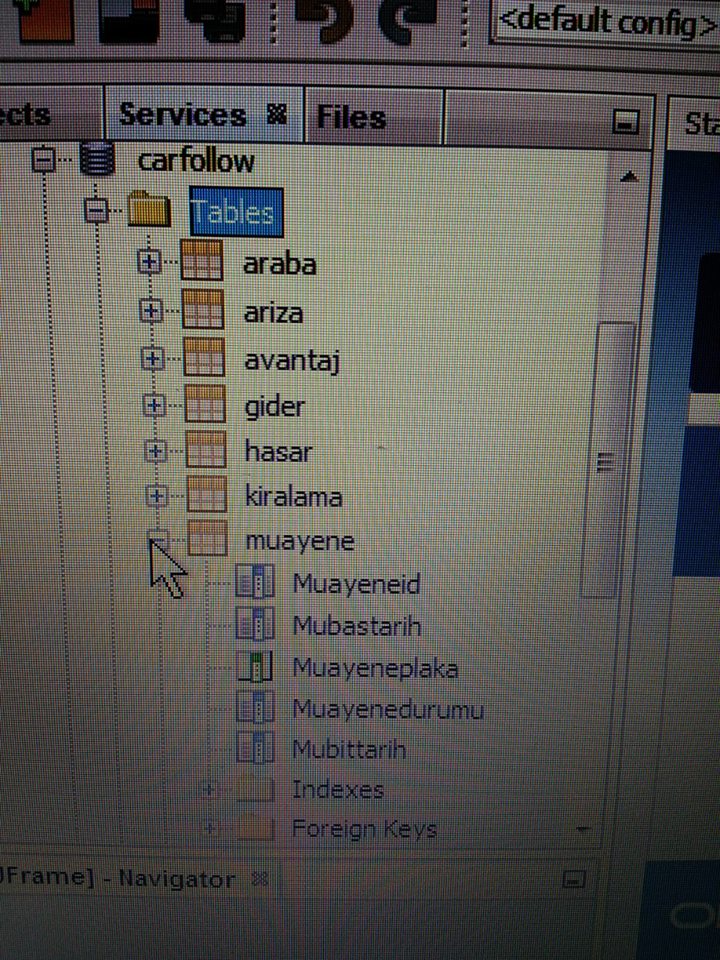 <default config>
ects Services Files Sta
carfollow
Tables
araba
ariza
avantaj
gider
hasar
kiralama
muayene
Muayeneid
Mubastarih
Muayeneplaka
Muayenedurumu
Mubittarih
Indexes
Foreign Keys
JFrame] - Navigator